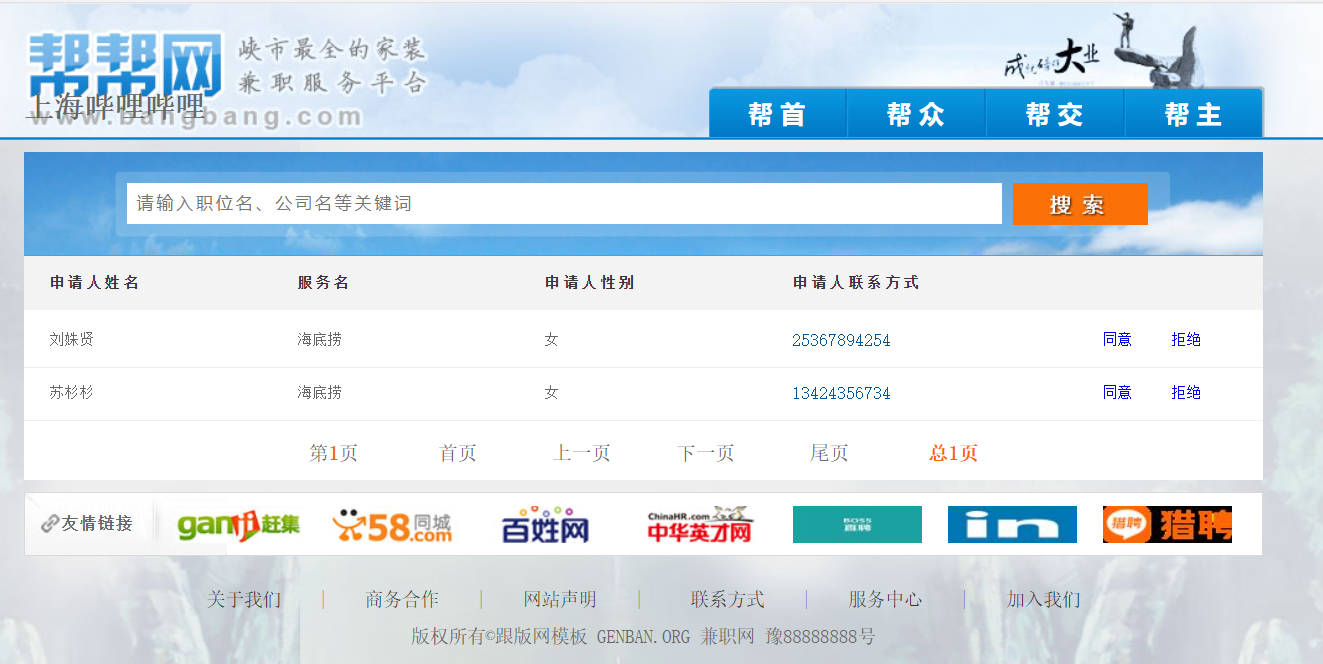 帮帮网
峡市最全的家装
兼职服务平台
上海哔哩哔哩
www.bangbang.com
大业
帮首 帮众 帮交 帮主
请输入职位名、公司名等关键词 搜索
申请人姓名 服务名 申请人性别 申请人联系方式
刘姝贤 海底捞 女 25367894254 同意 拒绝
苏杉杉 海底捞 女 13424356734 同意 拒绝
第1页 首页 上一页 下一页 尾页 总1页
友情链接 ganji赶集 58同城.com 百姓网 ChinaHR.com 中华英才网 BOSS直聘 in 猎聘 猎聘
关于我们 | 商务合作 | 网站声明 | 联系方式 | 服务中心 | 加入我们
版权所有©跟版网模板 GENBAN.ORG 兼职网 豫88888888号